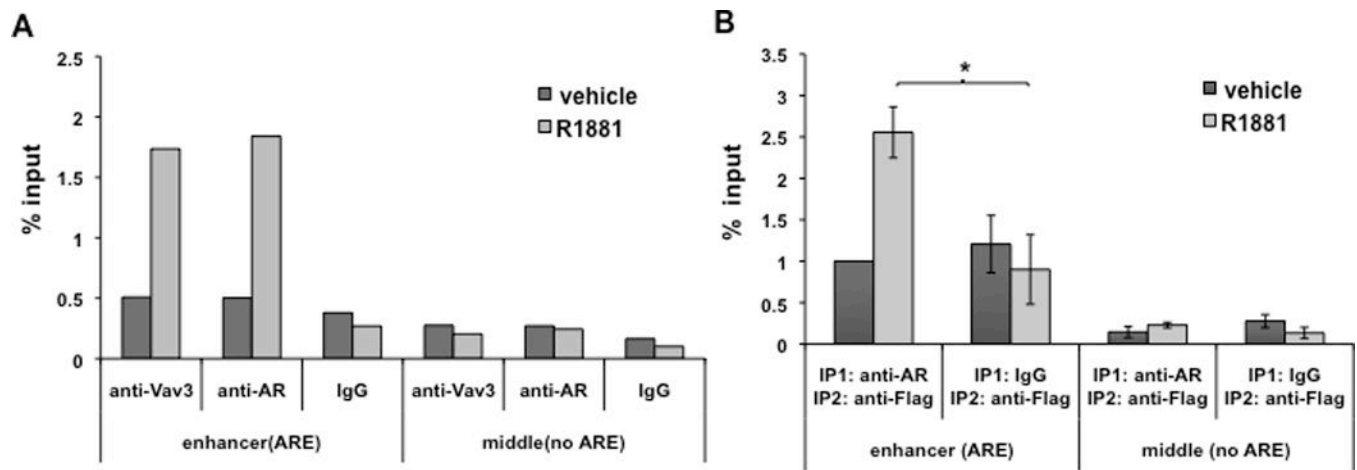 A
% input
2.5
2
1.5
1
0.5
0
vehicle
R1881
anti-Vav3 anti-AR IgG anti-Vav3 anti-AR IgG
enhancer(ARE) middle(no ARE)
B
% input
3.5
3
2.5
2
1.5
1
0.5
0
*
vehicle
R1881
IP1: anti-AR IP1: IgG IP1: anti-AR IP1: IgG
IP2: anti-Flag IP2: anti-Flag IP2: anti-Flag IP2: anti-Flag
enhancer (ARE) middle (no ARE)